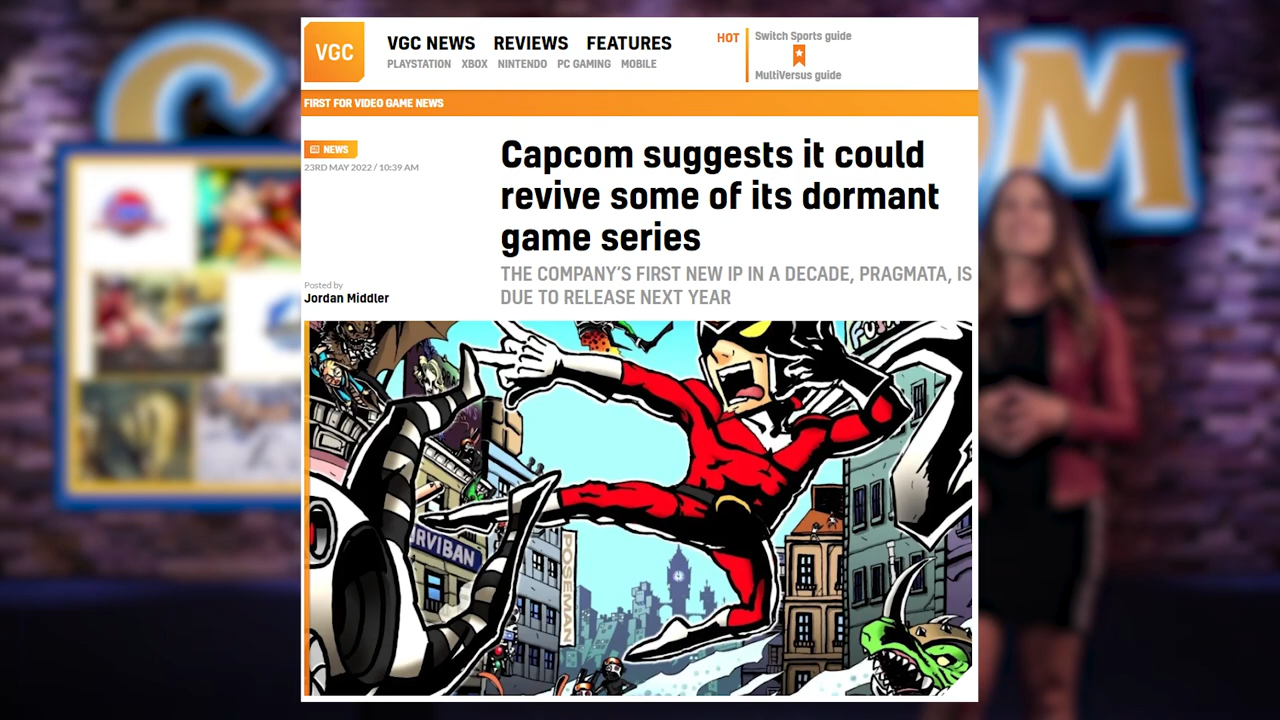 VGC
VGC NEWS REVIEWS FEATURES
PLAYSTATION XBOX NINTENDO PC GAMING MOBILE
HOT
Switch Sports guide
MultiVersus guide
FIRST FOR VIDEO GAME NEWS
NEWS
23RD MAY 2022 / 10:39 AM
Capcom suggests it could
revive some of its dormant
game series
THE COMPANY'S FIRST NEW IP IN A DECADE, PRAGMATA, IS
DUE TO RELEASE NEXT YEAR
Posted by
Jordan Middler
RVIBAN
POSEMAN
C
OM